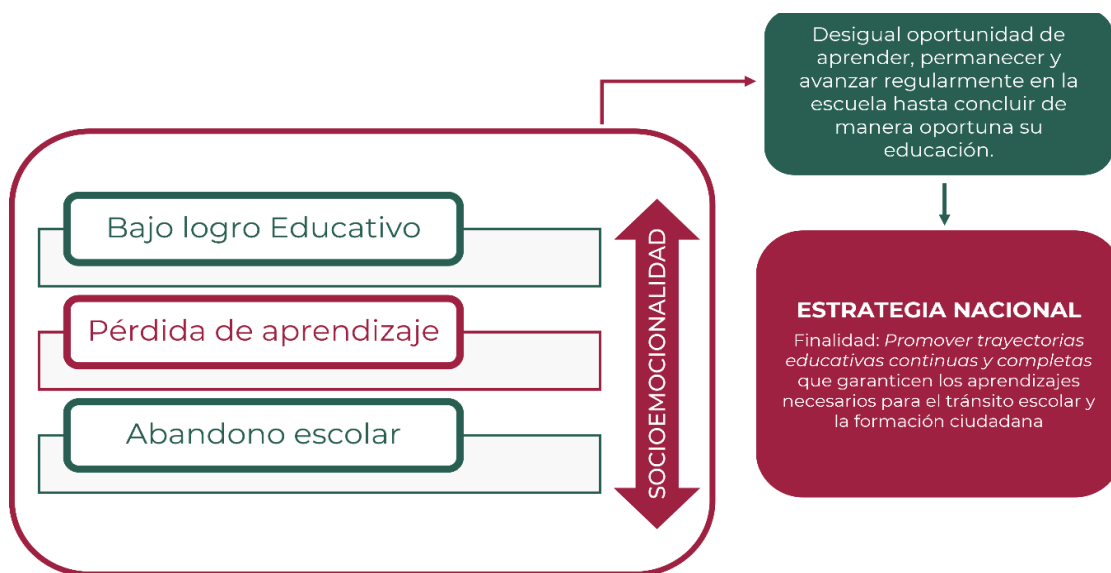 Desigual oportunidad de
aprender, permanecer y
avanzar regularmente en la
escuela hasta concluir de
manera oportuna su
educación.
Bajo logro Educativo
Pérdida de aprendizaje
Abandono escolar
SOCIOEMOCIONALIDAD
ESTRATEGIA NACIONAL
Finalidad: Promover trayectorias
educativas continuas y completas
que garanticen los aprendizajes
necesarios para el tránsito escolar y
la formación ciudadana